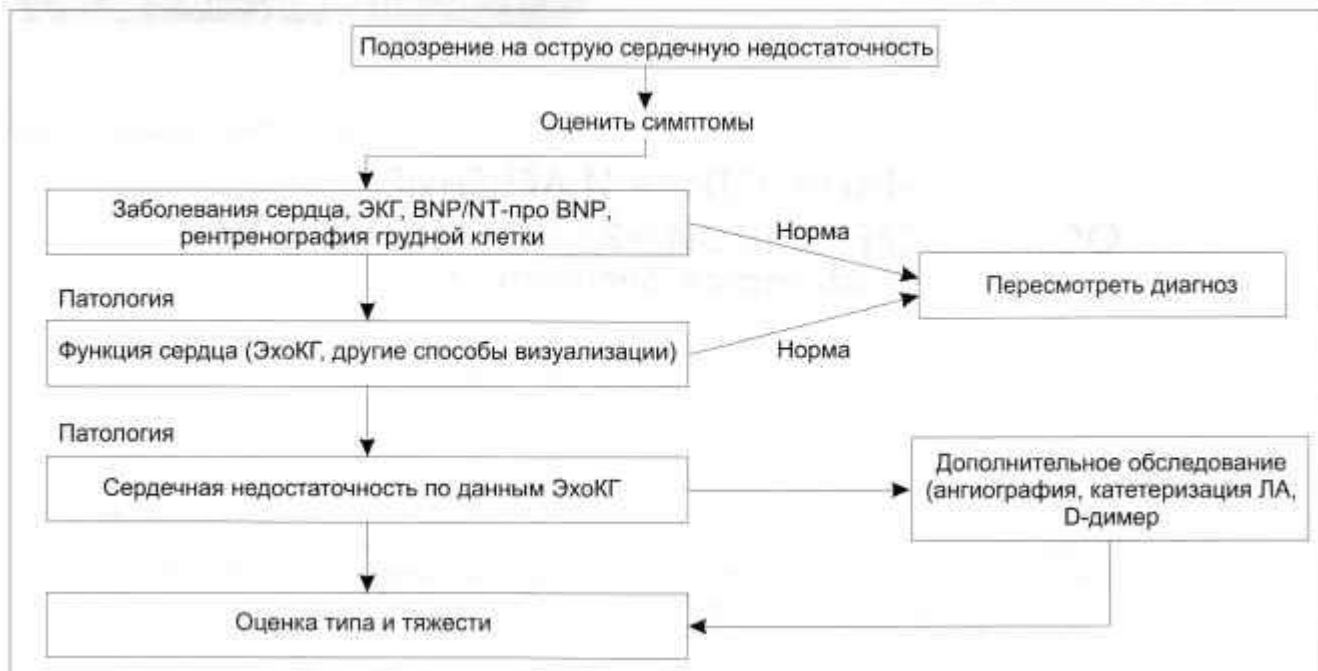 Подозрение на острую сердечную недостаточность
Оценить симптомы
Заболевания сердца, ЭКГ, BNP/NT-про BNP,
рентренография грудной клетки
Норма
Пересмотреть диагноз
Патология
Функция сердца (ЭхоКГ, другие способы визуализации)
Норма
Патология
Сердечная недостаточность по данным ЭхоКГ
Дополнительное обследование
(ангиография, катетеризация ЛА,
D-димер
Оценка типа и тяжести